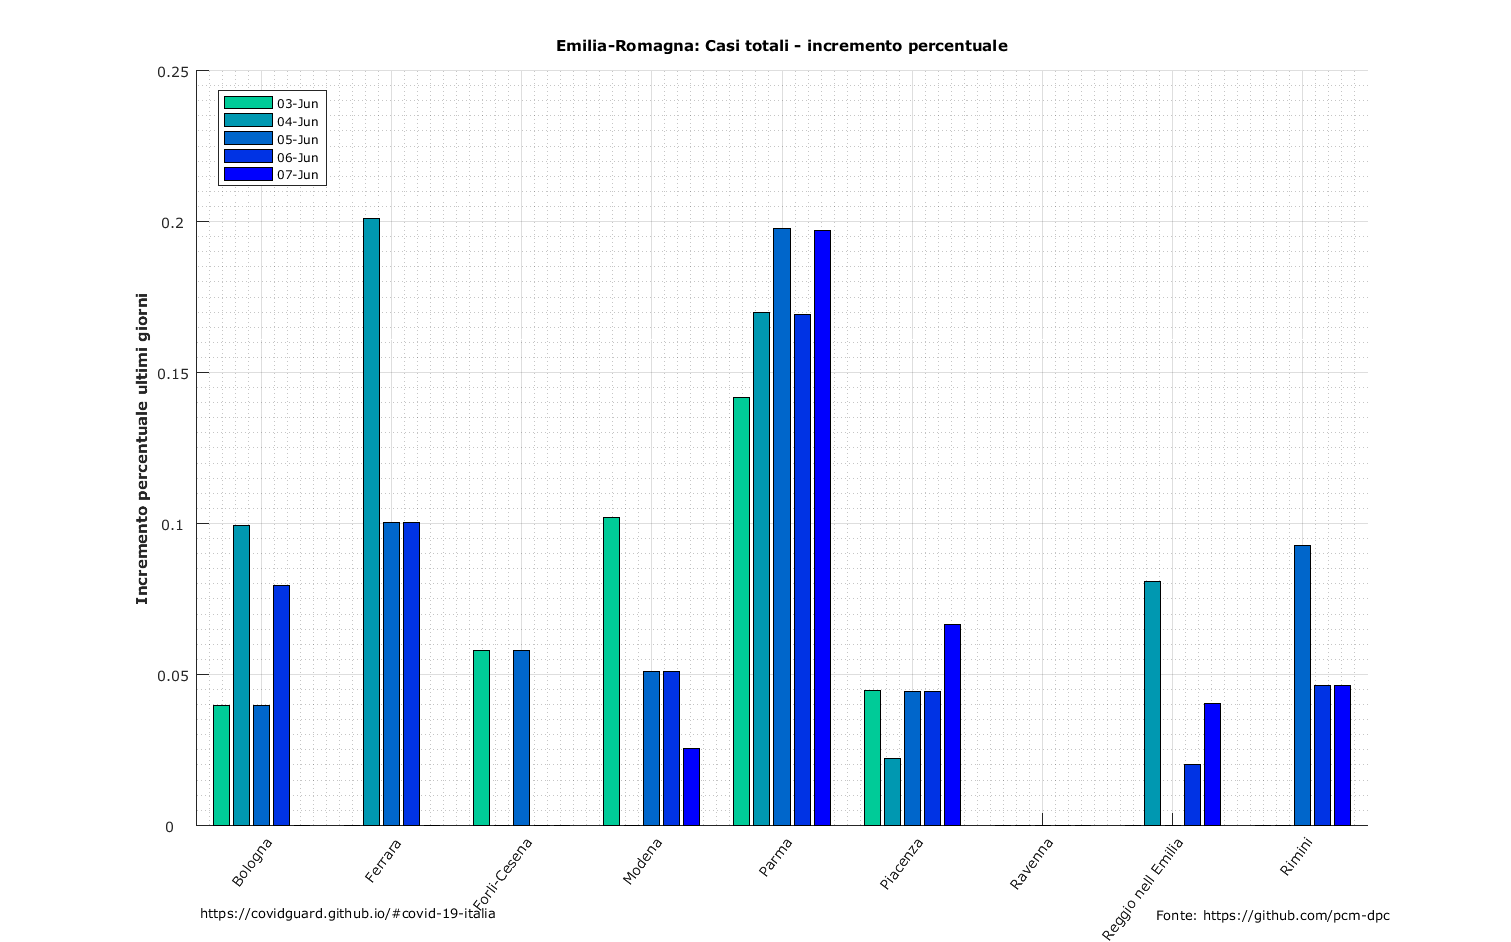 Emilia-Romagna: Casi totali - incremento percentuale
0.25
0.2
0.15
0.1
0.05
0
Incremento percentuale ultimi giorni
03-Jun
04-Jun
05-Jun
06-Jun
07-Jun
Bologna
Ferrara
Forlì-Cesena
Modena
Parma
Piacenza
Ravenna
Reggio nell Emilia
Rimini
https://covidguard.github.io/#covid-19-italia
Fonte: https://github.com/pcm-dpc